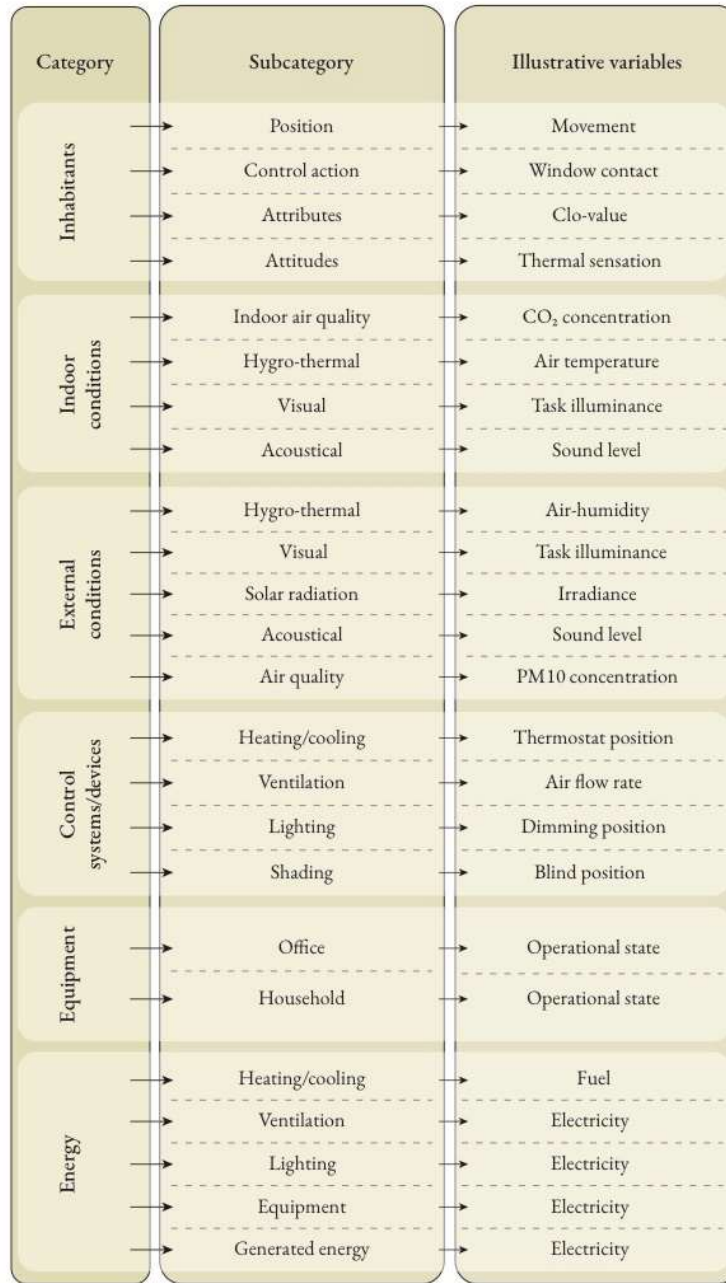 Category Subcategory Illustrative variables
Inhabitants
Position Movement
Control action Window contact
Attributes Clo-value
Attitudes Thermal sensation
Indoor
conditions
Indoor air quality CO₂ concentration
Hygro-thermal Air temperature
Visual Task illuminance
Acoustical Sound level
External
conditions
Hygro-thermal Air-humidity
Visual Task illuminance
Solar radiation Irradiance
Acoustical Sound level
Air quality PM10 concentration
Control
systems/devices
Heating/cooling Thermostat position
Ventilation Air flow rate
Lighting Dimming position
Shading Blind position
Equipment
Office Operational state
Household Operational state
Energy
Heating/cooling Fuel
Ventilation Electricity
Lighting Electricity
Equipment Electricity
Generated energy Electricity